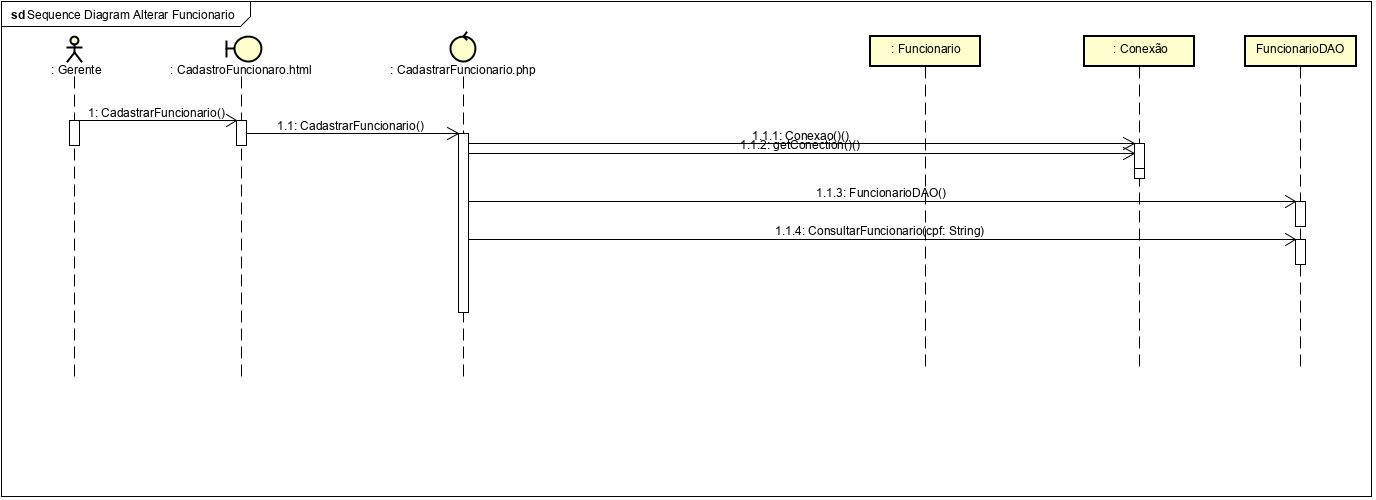 sd Sequence Diagram Alterar Funcionario
: Gerente
: CadastroFuncionaro.html
: CadastrarFuncionario.php
: Funcionario
: Conexão
FuncionarioDAO
1: CadastrarFuncionario()
1.1: CadastrarFuncionario()
1.1.1: Conexao()()
1.1.2: getConection()()
1.1.3: FuncionarioDAO()
1.1.4: ConsultarFuncionario(cpf: String)